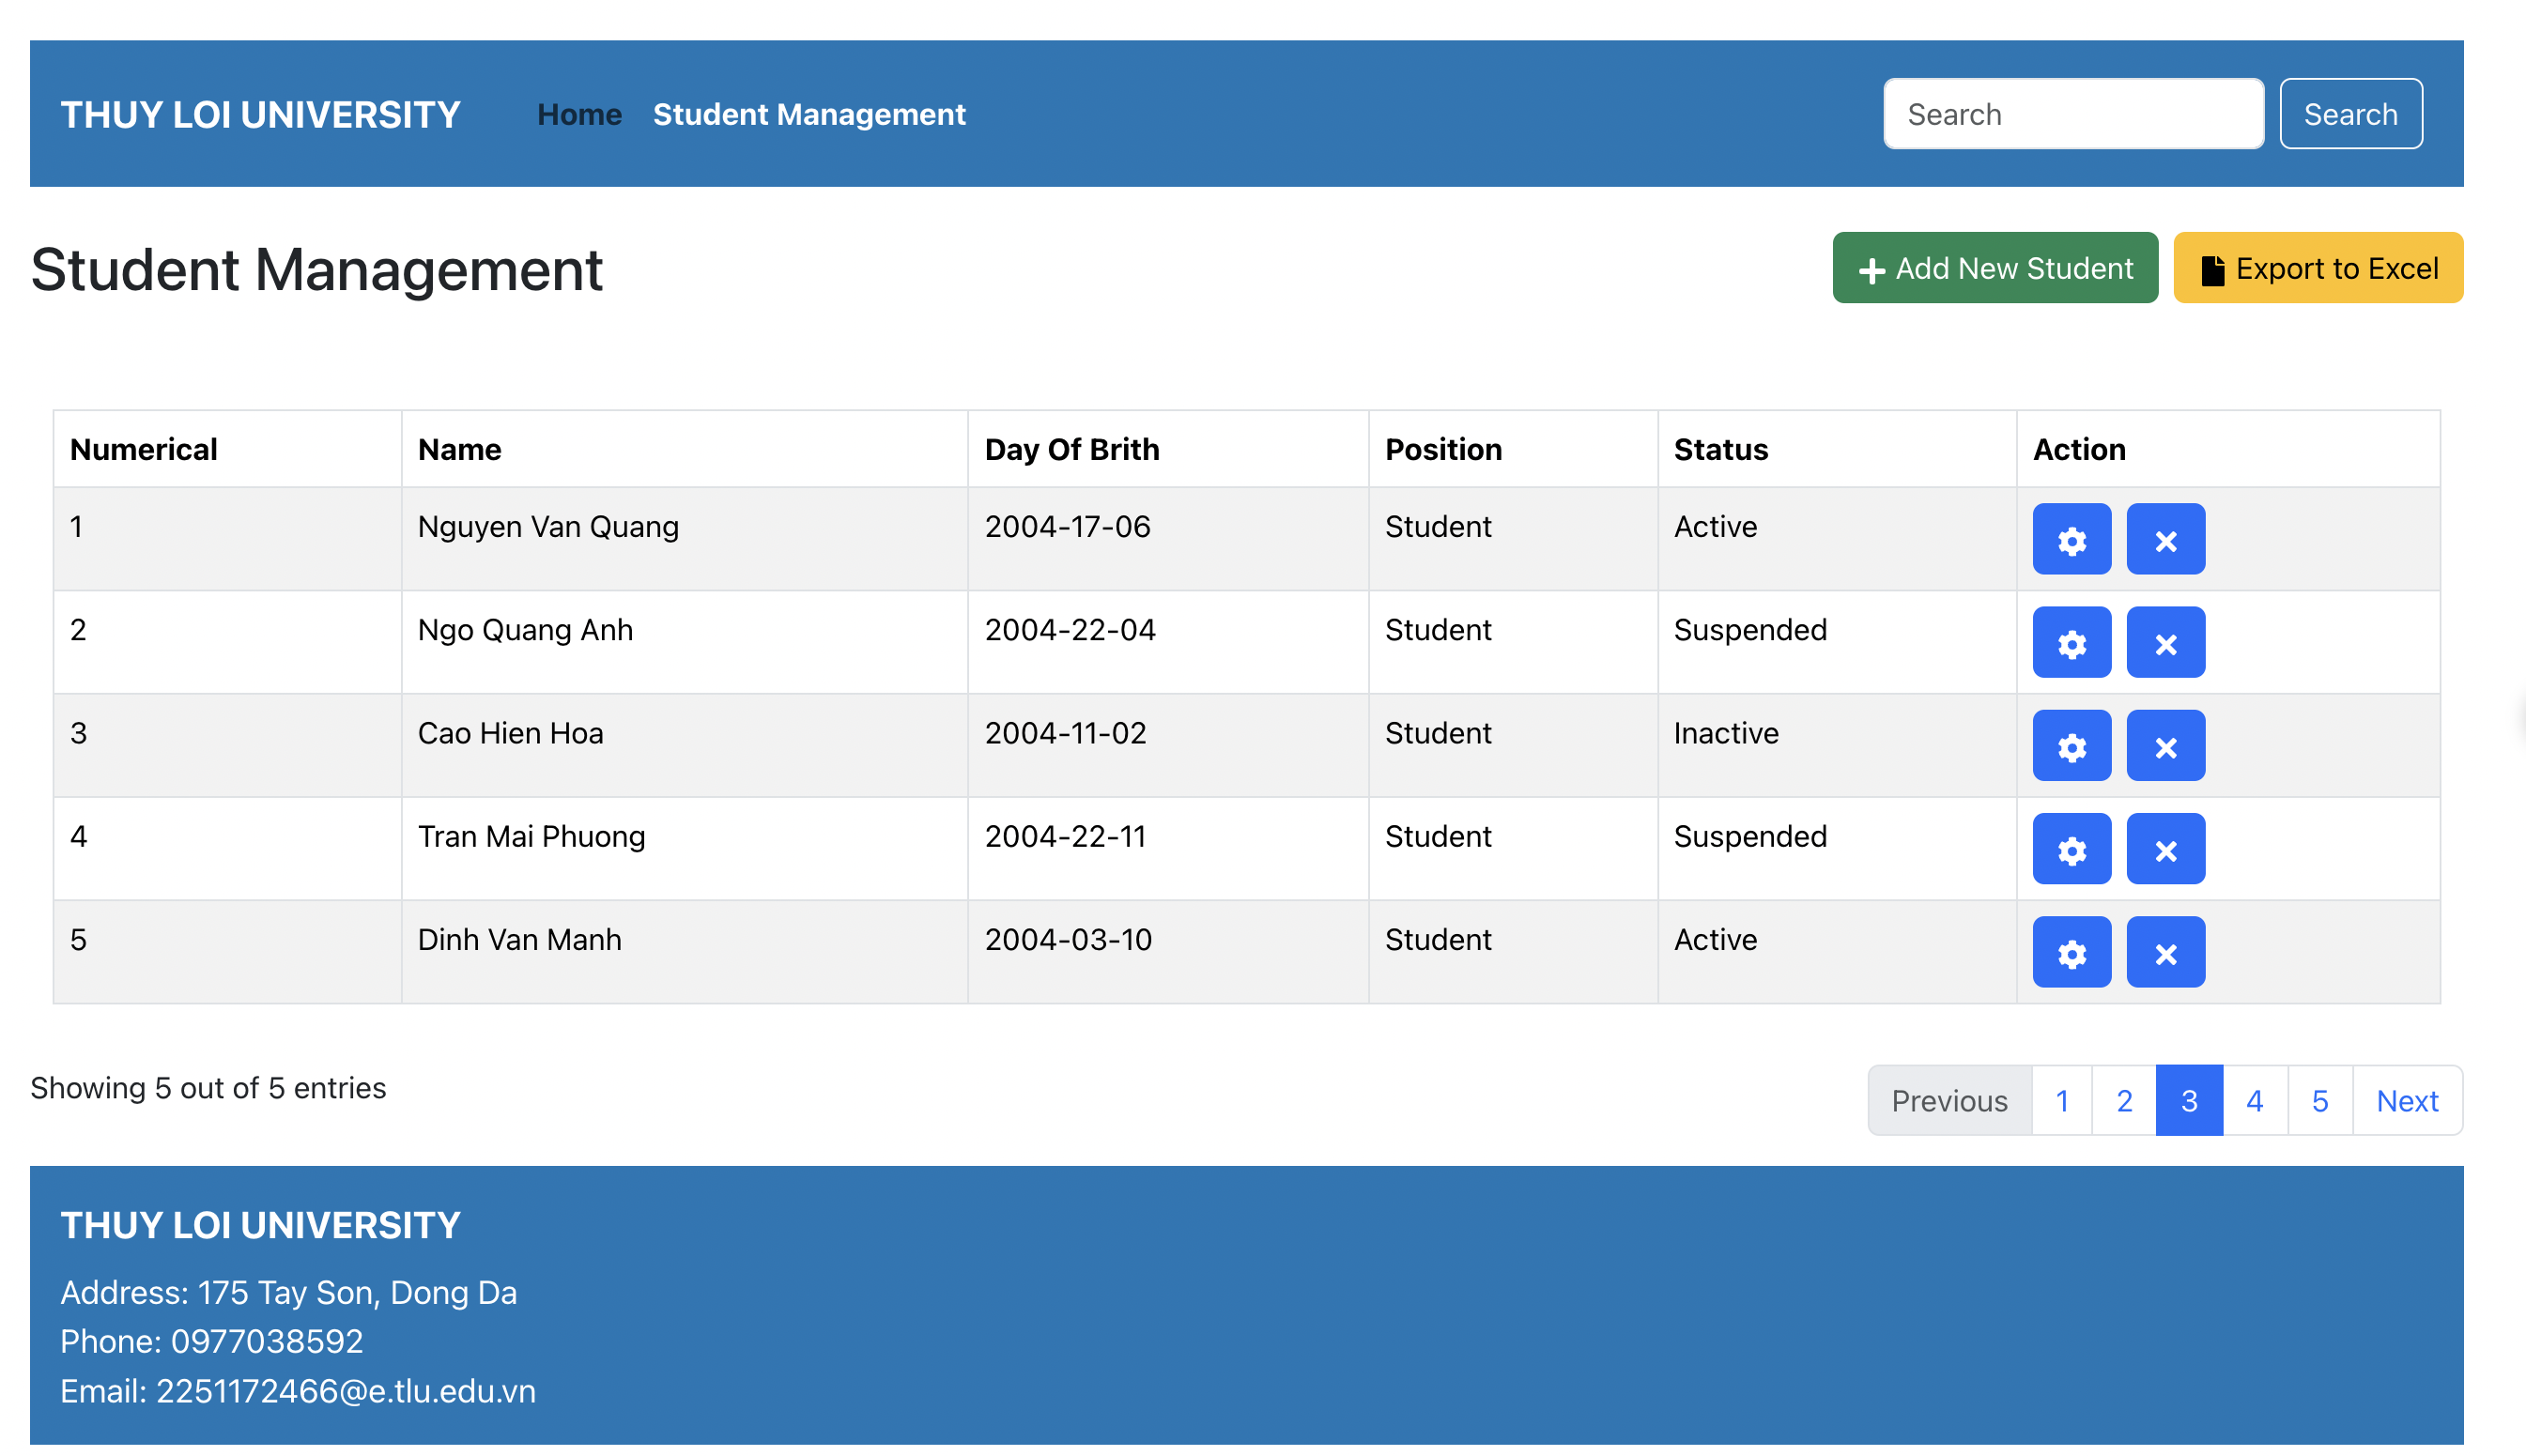 THUY LOI UNIVERSITY Home Student Management Search Search
Student Management Add New Student Export to Excel
Numerical Name Day Of Brith Position Status Action
1 Nguyen Van Quang 2004-17-06 Student Active
2 Ngo Quang Anh 2004-22-04 Student Suspended
3 Cao Hien Hoa 2004-11-02 Student Inactive
4 Tran Mai Phuong 2004-22-11 Student Suspended
5 Dinh Van Manh 2004-03-10 Student Active
Showing 5 out of 5 entries Previous 1 2 3 4 5 Next
THUY LOI UNIVERSITY
Address: 175 Tay Son, Dong Da
Phone: 0977038592
Email: 2251172466@e.tlu.edu.vn